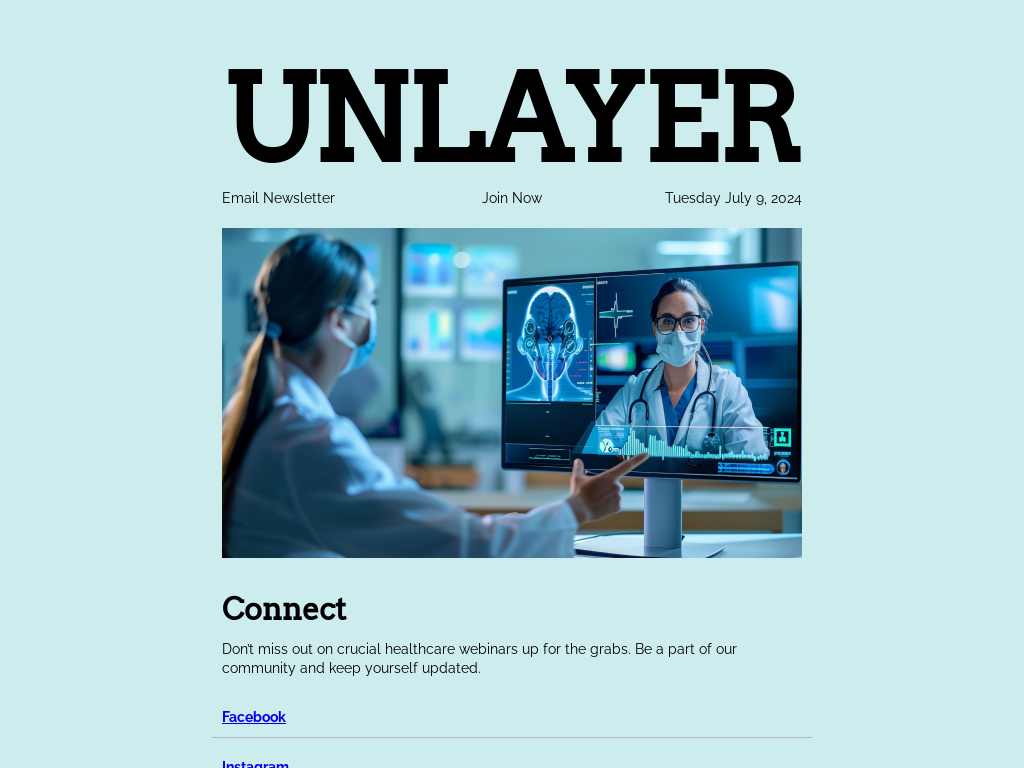 UNLAYER
Email Newsletter
Join Now
Tuesday July 9, 2024
Connect
Don't miss out on crucial healthcare webinars up for the grabs. Be a part of our
community and keep yourself updated.
Facebook
Instagram